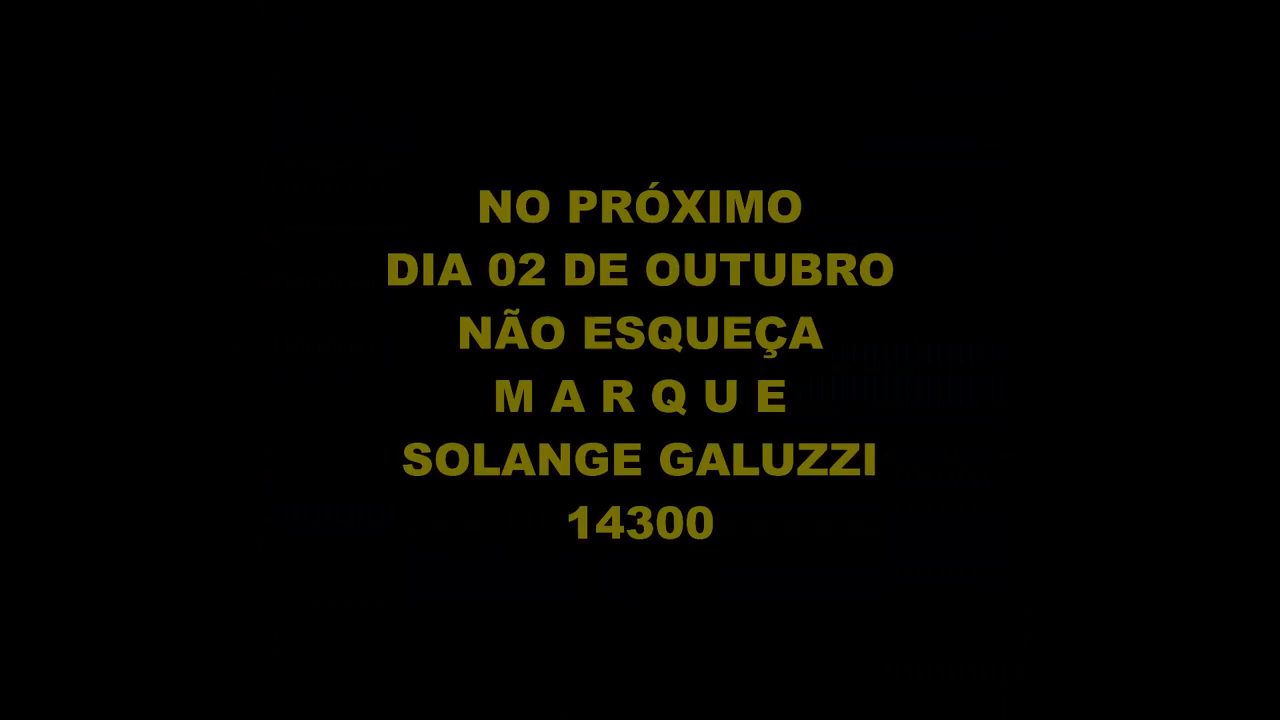 NO PRÓXIMO
DIA 02 DE OUTUBRO
NÃO ESQUEÇA
M A R Q U E
SOLANGE GALUZZI
14300